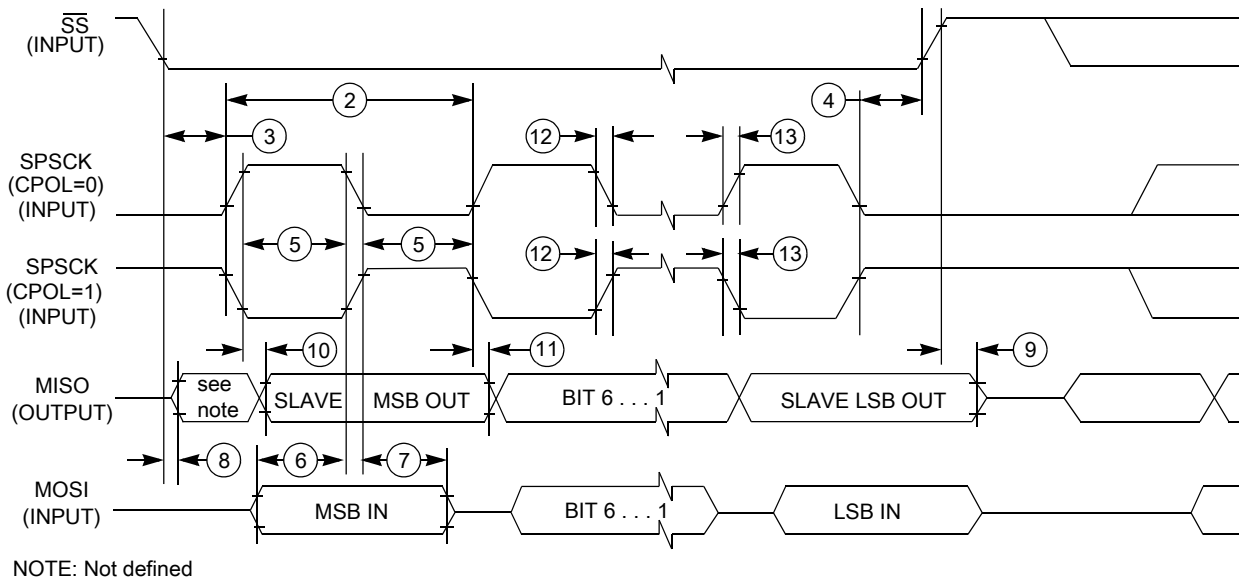 SS
(INPUT)
2
4
3
12
13
SPSCK
(CPOL=0)
(INPUT)
5
5
12
13
SPSCK
(CPOL=1)
(INPUT)
10
11
9
MISO
(OUTPUT)
see
note
SLAVE
MSB OUT
BIT 6 . . . 1
SLAVE LSB OUT
8
6
7
MOSI
(INPUT)
MSB IN
BIT 6 . . . 1
LSB IN
NOTE: Not defined